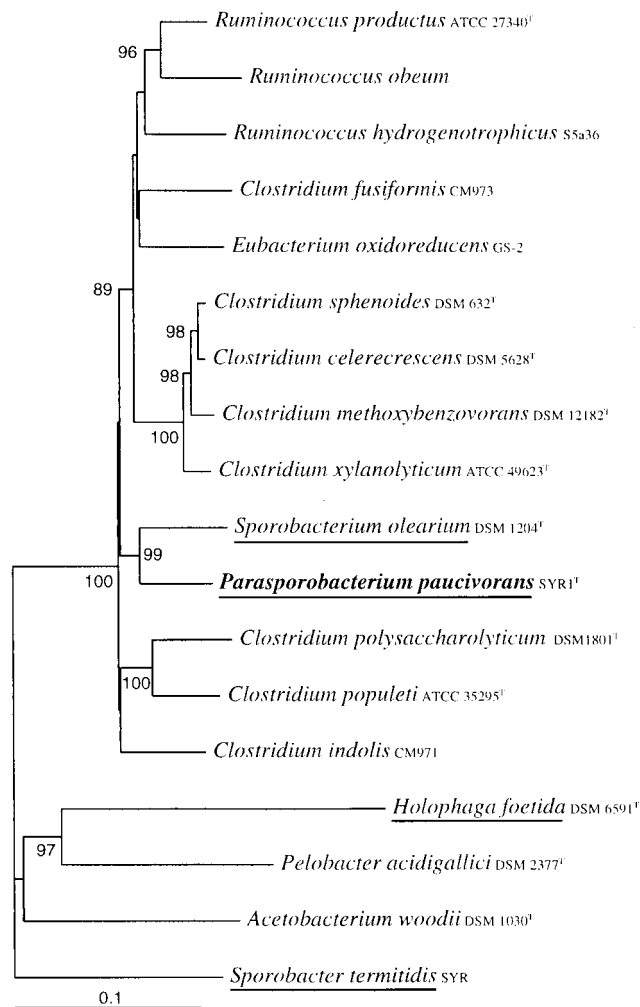 Ruminococcus productus ATCC 27340T
96
Ruminococcus obeum
Ruminococcus hydrogenotrophicus S5a36
Clostridium fusiformis CM973
Eubacterium oxidoreducens GS-2
89
Clostridium sphenoides DSM 632T
98
Clostridium celerecrescens DSM 5628T
98
Clostridium methoxybenzovorans DSM 12182T
100
Clostridium xylanolyticum ATCC 49623T
Sporobacterium olearium DSM 1204T
99
100
Parasporobacterium paucivorans SYR1T
Clostridium polysaccharolyticum DSM1801T
100
Clostridium populeti ATCC 35295T
Clostridium indolis CM971
Holophaga foetida DSM 6591T
97
Pelobacter acidigallici DSM 2377T
Acetobacterium woodii DSM 1030T
Sporobacter termitidis SYR
0.1